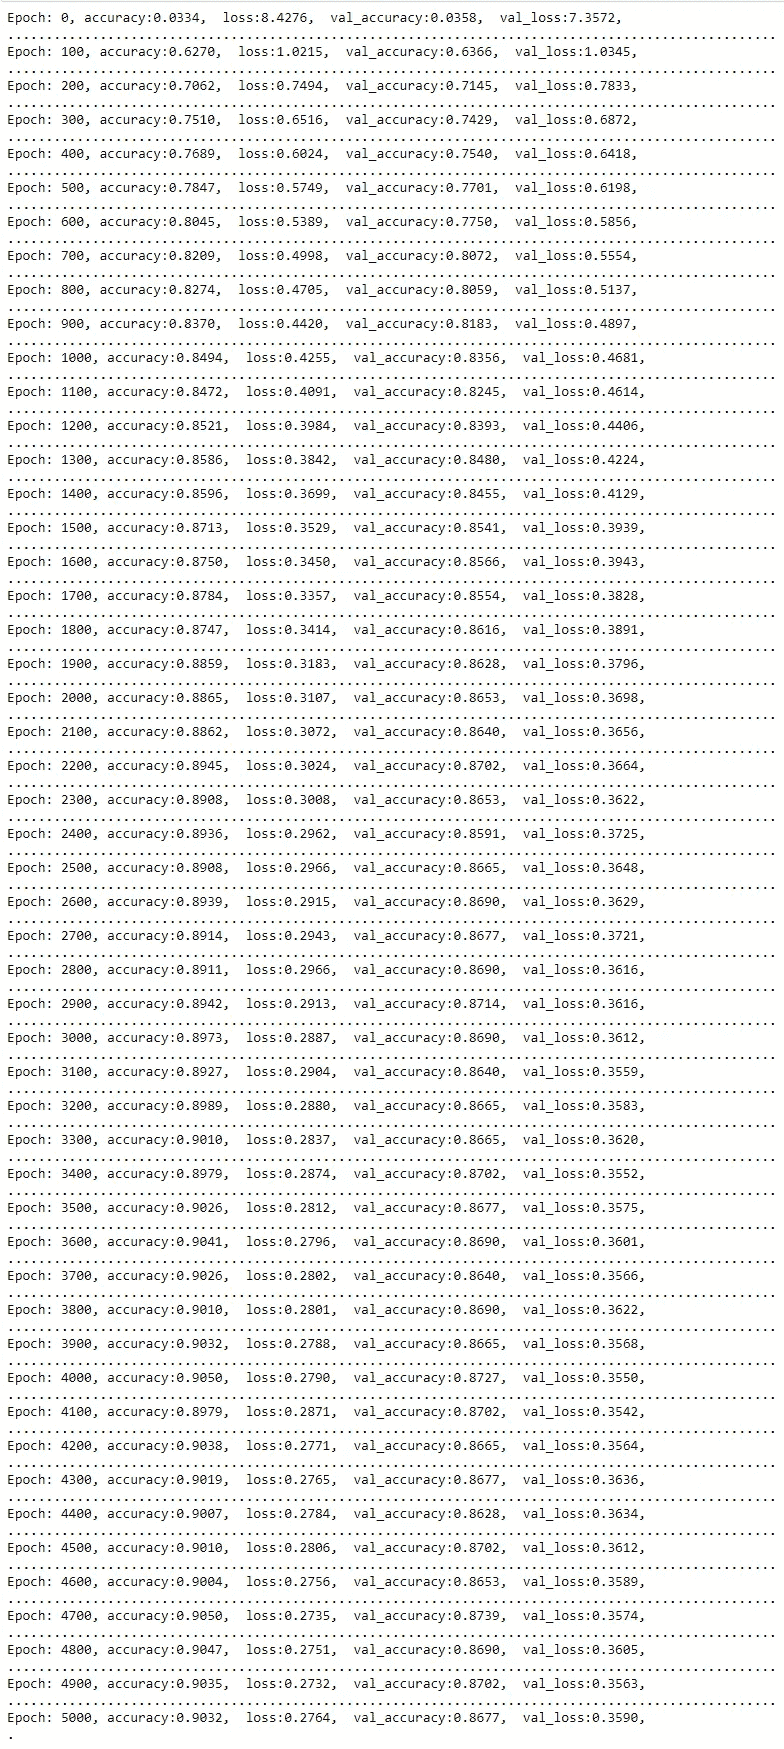 Epoch: 0, accuracy:0.0334,  loss:8.4276,  val_accuracy:0.0358,  val_loss:7.3572,
....................................................................................................
Epoch: 100, accuracy:0.6270,  loss:1.0215,  val_accuracy:0.6366,  val_loss:1.0345,
....................................................................................................
Epoch: 200, accuracy:0.7062,  loss:0.7494,  val_accuracy:0.7145,  val_loss:0.7833,
....................................................................................................
Epoch: 300, accuracy:0.7510,  loss:0.6516,  val_accuracy:0.7429,  val_loss:0.6872,
....................................................................................................
Epoch: 400, accuracy:0.7689,  loss:0.6024,  val_accuracy:0.7540,  val_loss:0.6418,
....................................................................................................
Epoch: 500, accuracy:0.7847,  loss:0.5749,  val_accuracy:0.7701,  val_loss:0.6198,
....................................................................................................
Epoch: 600, accuracy:0.8045,  loss:0.5389,  val_accuracy:0.7750,  val_loss:0.5856,
....................................................................................................
Epoch: 700, accuracy:0.8209,  loss:0.4998,  val_accuracy:0.8072,  val_loss:0.5554,
....................................................................................................
Epoch: 800, accuracy:0.8274,  loss:0.4705,  val_accuracy:0.8059,  val_loss:0.5137,
....................................................................................................
Epoch: 900, accuracy:0.8370,  loss:0.4420,  val_accuracy:0.8183,  val_loss:0.4897,
....................................................................................................
Epoch: 1000, accuracy:0.8494,  loss:0.4255,  val_accuracy:0.8356,  val_loss:0.4681,
....................................................................................................
Epoch: 1100, accuracy:0.8472,  loss:0.4091,  val_accuracy:0.8245,  val_loss:0.4614,
....................................................................................................
Epoch: 1200, accuracy:0.8521,  loss:0.3984,  val_accuracy:0.8393,  val_loss:0.4406,
....................................................................................................
Epoch: 1300, accuracy:0.8586,  loss:0.3842,  val_accuracy:0.8480,  val_loss:0.4224,
....................................................................................................
Epoch: 1400, accuracy:0.8596,  loss:0.3699,  val_accuracy:0.8455,  val_loss:0.4129,
....................................................................................................
Epoch: 1500, accuracy:0.8713,  loss:0.3529,  val_accuracy:0.8541,  val_loss:0.3939,
....................................................................................................
Epoch: 1600, accuracy:0.8750,  loss:0.3450,  val_accuracy:0.8566,  val_loss:0.3943,
....................................................................................................
Epoch: 1700, accuracy:0.8784,  loss:0.3357,  val_accuracy:0.8554,  val_loss:0.3828,
....................................................................................................
Epoch: 1800, accuracy:0.8747,  loss:0.3414,  val_accuracy:0.8616,  val_loss:0.3891,
....................................................................................................
Epoch: 1900, accuracy:0.8859,  loss:0.3183,  val_accuracy:0.8628,  val_loss:0.3796,
....................................................................................................
Epoch: 2000, accuracy:0.8865,  loss:0.3107,  val_accuracy:0.8653,  val_loss:0.3698,
....................................................................................................
Epoch: 2100, accuracy:0.8862,  loss:0.3072,  val_accuracy:0.8640,  val_loss:0.3656,
....................................................................................................
Epoch: 2200, accuracy:0.8945,  loss:0.3024,  val_accuracy:0.8702,  val_loss:0.3664,
....................................................................................................
Epoch: 2300, accuracy:0.8908,  loss:0.3008,  val_accuracy:0.8653,  val_loss:0.3622,
....................................................................................................
Epoch: 2400, accuracy:0.8936,  loss:0.2962,  val_accuracy:0.8591,  val_loss:0.3725,
....................................................................................................
Epoch: 2500, accuracy:0.8908,  loss:0.2966,  val_accuracy:0.8665,  val_loss:0.3648,
....................................................................................................
Epoch: 2600, accuracy:0.8939,  loss:0.2915,  val_accuracy:0.8690,  val_loss:0.3629,
....................................................................................................
Epoch: 2700, accuracy:0.8914,  loss:0.2943,  val_accuracy:0.8677,  val_loss:0.3721,
....................................................................................................
Epoch: 2800, accuracy:0.8911,  loss:0.2966,  val_accuracy:0.8690,  val_loss:0.3616,
....................................................................................................
Epoch: 2900, accuracy:0.8942,  loss:0.2913,  val_accuracy:0.8714,  val_loss:0.3616,
....................................................................................................
Epoch: 3000, accuracy:0.8973,  loss:0.2887,  val_accuracy:0.8690,  val_loss:0.3612,
....................................................................................................
Epoch: 3100, accuracy:0.8927,  loss:0.2904,  val_accuracy:0.8640,  val_loss:0.3559,
....................................................................................................
Epoch: 3200, accuracy:0.8989,  loss:0.2880,  val_accuracy:0.8665,  val_loss:0.3583,
....................................................................................................
Epoch: 3300, accuracy:0.9010,  loss:0.2837,  val_accuracy:0.8665,  val_loss:0.3620,
....................................................................................................
Epoch: 3400, accuracy:0.8979,  loss:0.2874,  val_accuracy:0.8702,  val_loss:0.3552,
....................................................................................................
Epoch: 3500, accuracy:0.9026,  loss:0.2812,  val_accuracy:0.8677,  val_loss:0.3575,
....................................................................................................
Epoch: 3600, accuracy:0.9041,  loss:0.2796,  val_accuracy:0.8690,  val_loss:0.3601,
....................................................................................................
Epoch: 3700, accuracy:0.9026,  loss:0.2802,  val_accuracy:0.8640,  val_loss:0.3566,
....................................................................................................
Epoch: 3800, accuracy:0.9010,  loss:0.2801,  val_accuracy:0.8690,  val_loss:0.3622,
....................................................................................................
Epoch: 3900, accuracy:0.9032,  loss:0.2788,  val_accuracy:0.8665,  val_loss:0.3568,
....................................................................................................
Epoch: 4000, accuracy:0.9050,  loss:0.2790,  val_accuracy:0.8727,  val_loss:0.3550,
....................................................................................................
Epoch: 4100, accuracy:0.8979,  loss:0.2871,  val_accuracy:0.8702,  val_loss:0.3542,
....................................................................................................
Epoch: 4200, accuracy:0.9038,  loss:0.2771,  val_accuracy:0.8665,  val_loss:0.3564,
....................................................................................................
Epoch: 4300, accuracy:0.9019,  loss:0.2765,  val_accuracy:0.8677,  val_loss:0.3636,
....................................................................................................
Epoch: 4400, accuracy:0.9007,  loss:0.2784,  val_accuracy:0.8628,  val_loss:0.3634,
....................................................................................................
Epoch: 4500, accuracy:0.9010,  loss:0.2806,  val_accuracy:0.8702,  val_loss:0.3612,
....................................................................................................
Epoch: 4600, accuracy:0.9004,  loss:0.2756,  val_accuracy:0.8653,  val_loss:0.3589,
....................................................................................................
Epoch: 4700, accuracy:0.9050,  loss:0.2735,  val_accuracy:0.8739,  val_loss:0.3574,
....................................................................................................
Epoch: 4800, accuracy:0.9047,  loss:0.2751,  val_accuracy:0.8690,  val_loss:0.3605,
....................................................................................................
Epoch: 4900, accuracy:0.9035,  loss:0.2732,  val_accuracy:0.8702,  val_loss:0.3563,
....................................................................................................
Epoch: 5000, accuracy:0.9032,  loss:0.2764,  val_accuracy:0.8677,  val_loss:0.3590,
.